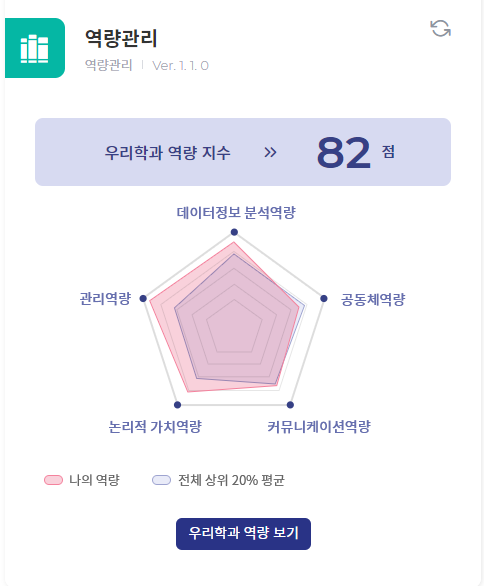 역량관리
역량관리 | Ver. 1. 1. 0
우리학과 역량 지수 » 82 점
데이터정보 분석역량
관리역량
공동체역량
논리적 가치역량
커뮤니케이션역량
나의 역량
전체 상위 20% 평균
우리학과 역량 보기